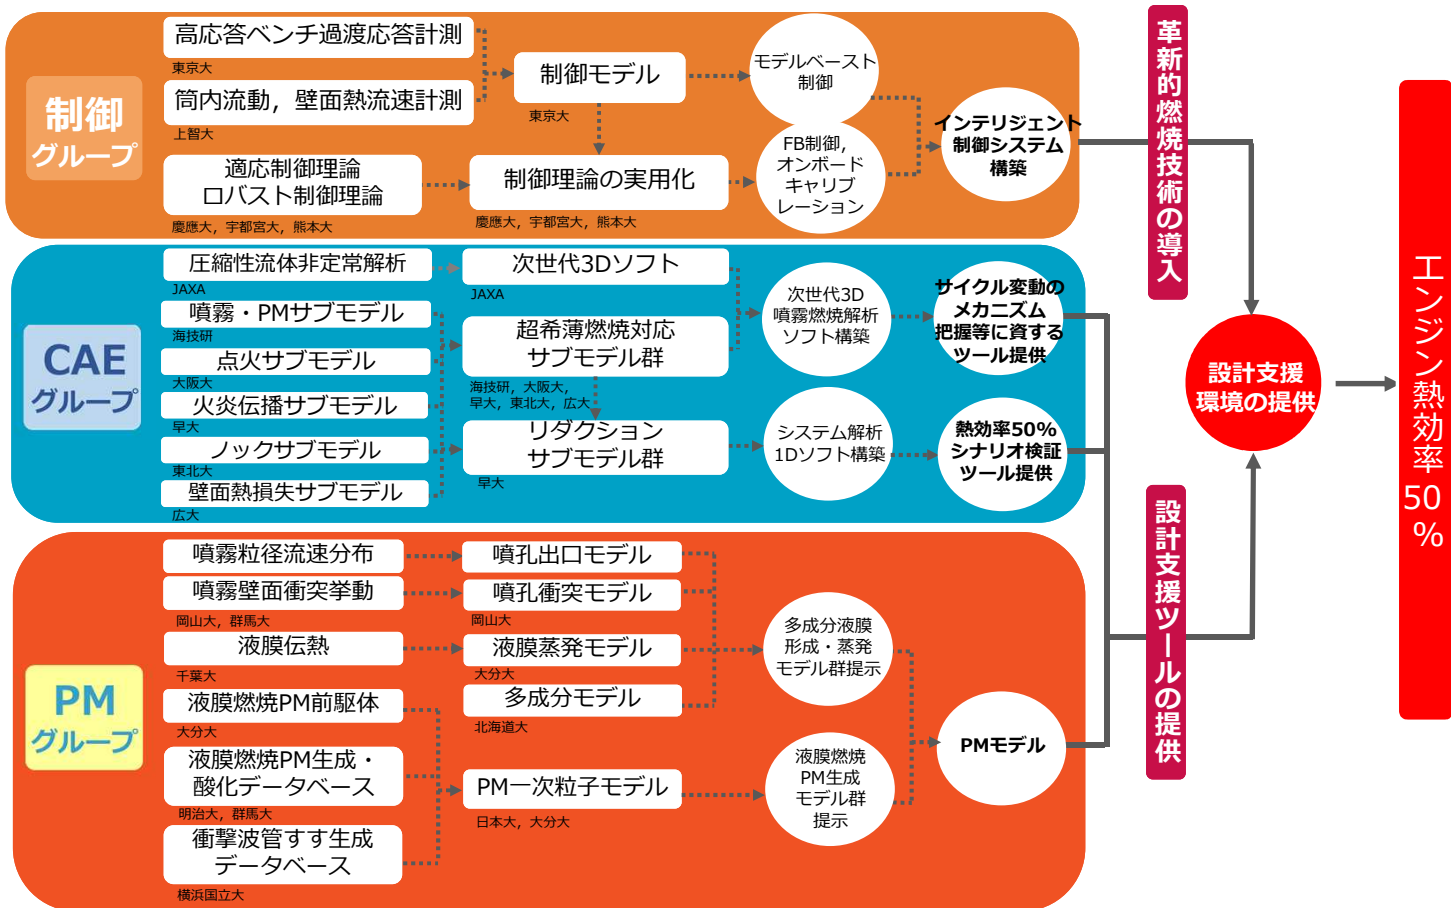 制御
グループ
高応答ベンチ過渡応答計測
東京大
筒内流動，壁面熱流速計測
上智大
適応制御理論
ロバスト制御理論
慶應大，宇都宮大，熊本大
制御モデル
東京大
制御理論の実用化
慶應大，宇都宮大，熊本大
モデルベースト
制御
FB制御，
オンボード
キャリブ
レーション
インテリジェント
制御システム
構築
CAE
グループ
圧縮性流体非定常解析
JAXA
噴霧・PMサブモデル
海技研
点火サブモデル
大阪大
火炎伝播サブモデル
早大
ノックサブモデル
東北大
壁面熱損失サブモデル
広大
次世代3Dソフト
JAXA
超希薄燃焼対応
サブモデル群
海技研，大阪大，
早大，東北大，広大
リダクション
サブモデル群
早大
次世代3D
噴霧燃焼解析
ソフト構築
システム解析
1Dソフト構築
サイクル変動の
メカニズム
把握等に資する
ツール提供
熱効率50%
シナリオ検証
ツール提供
PM
グループ
噴霧粒径流速分布
噴霧壁面衝突挙動
岡山大，群馬大
液膜伝熱
千葉大
液膜燃焼PM前駆体
大分大
液膜燃焼PM生成・
酸化データベース
明治大，群馬大
衝撃波管すす生成
データベース
横浜国立大
噴孔出口モデル
噴孔衝突モデル
岡山大
液膜蒸発モデル
大分大
多成分モデル
北海道大
PM一次粒子モデル
日本大，大分大
多成分液膜
形成・蒸発
モデル群提示
液膜燃焼
PM生成
モデル群
提示
PMモデル
革新的燃焼技術の導入
設計支援ツールの提供
設計支援
環境の提供
エンジン熱効率50%